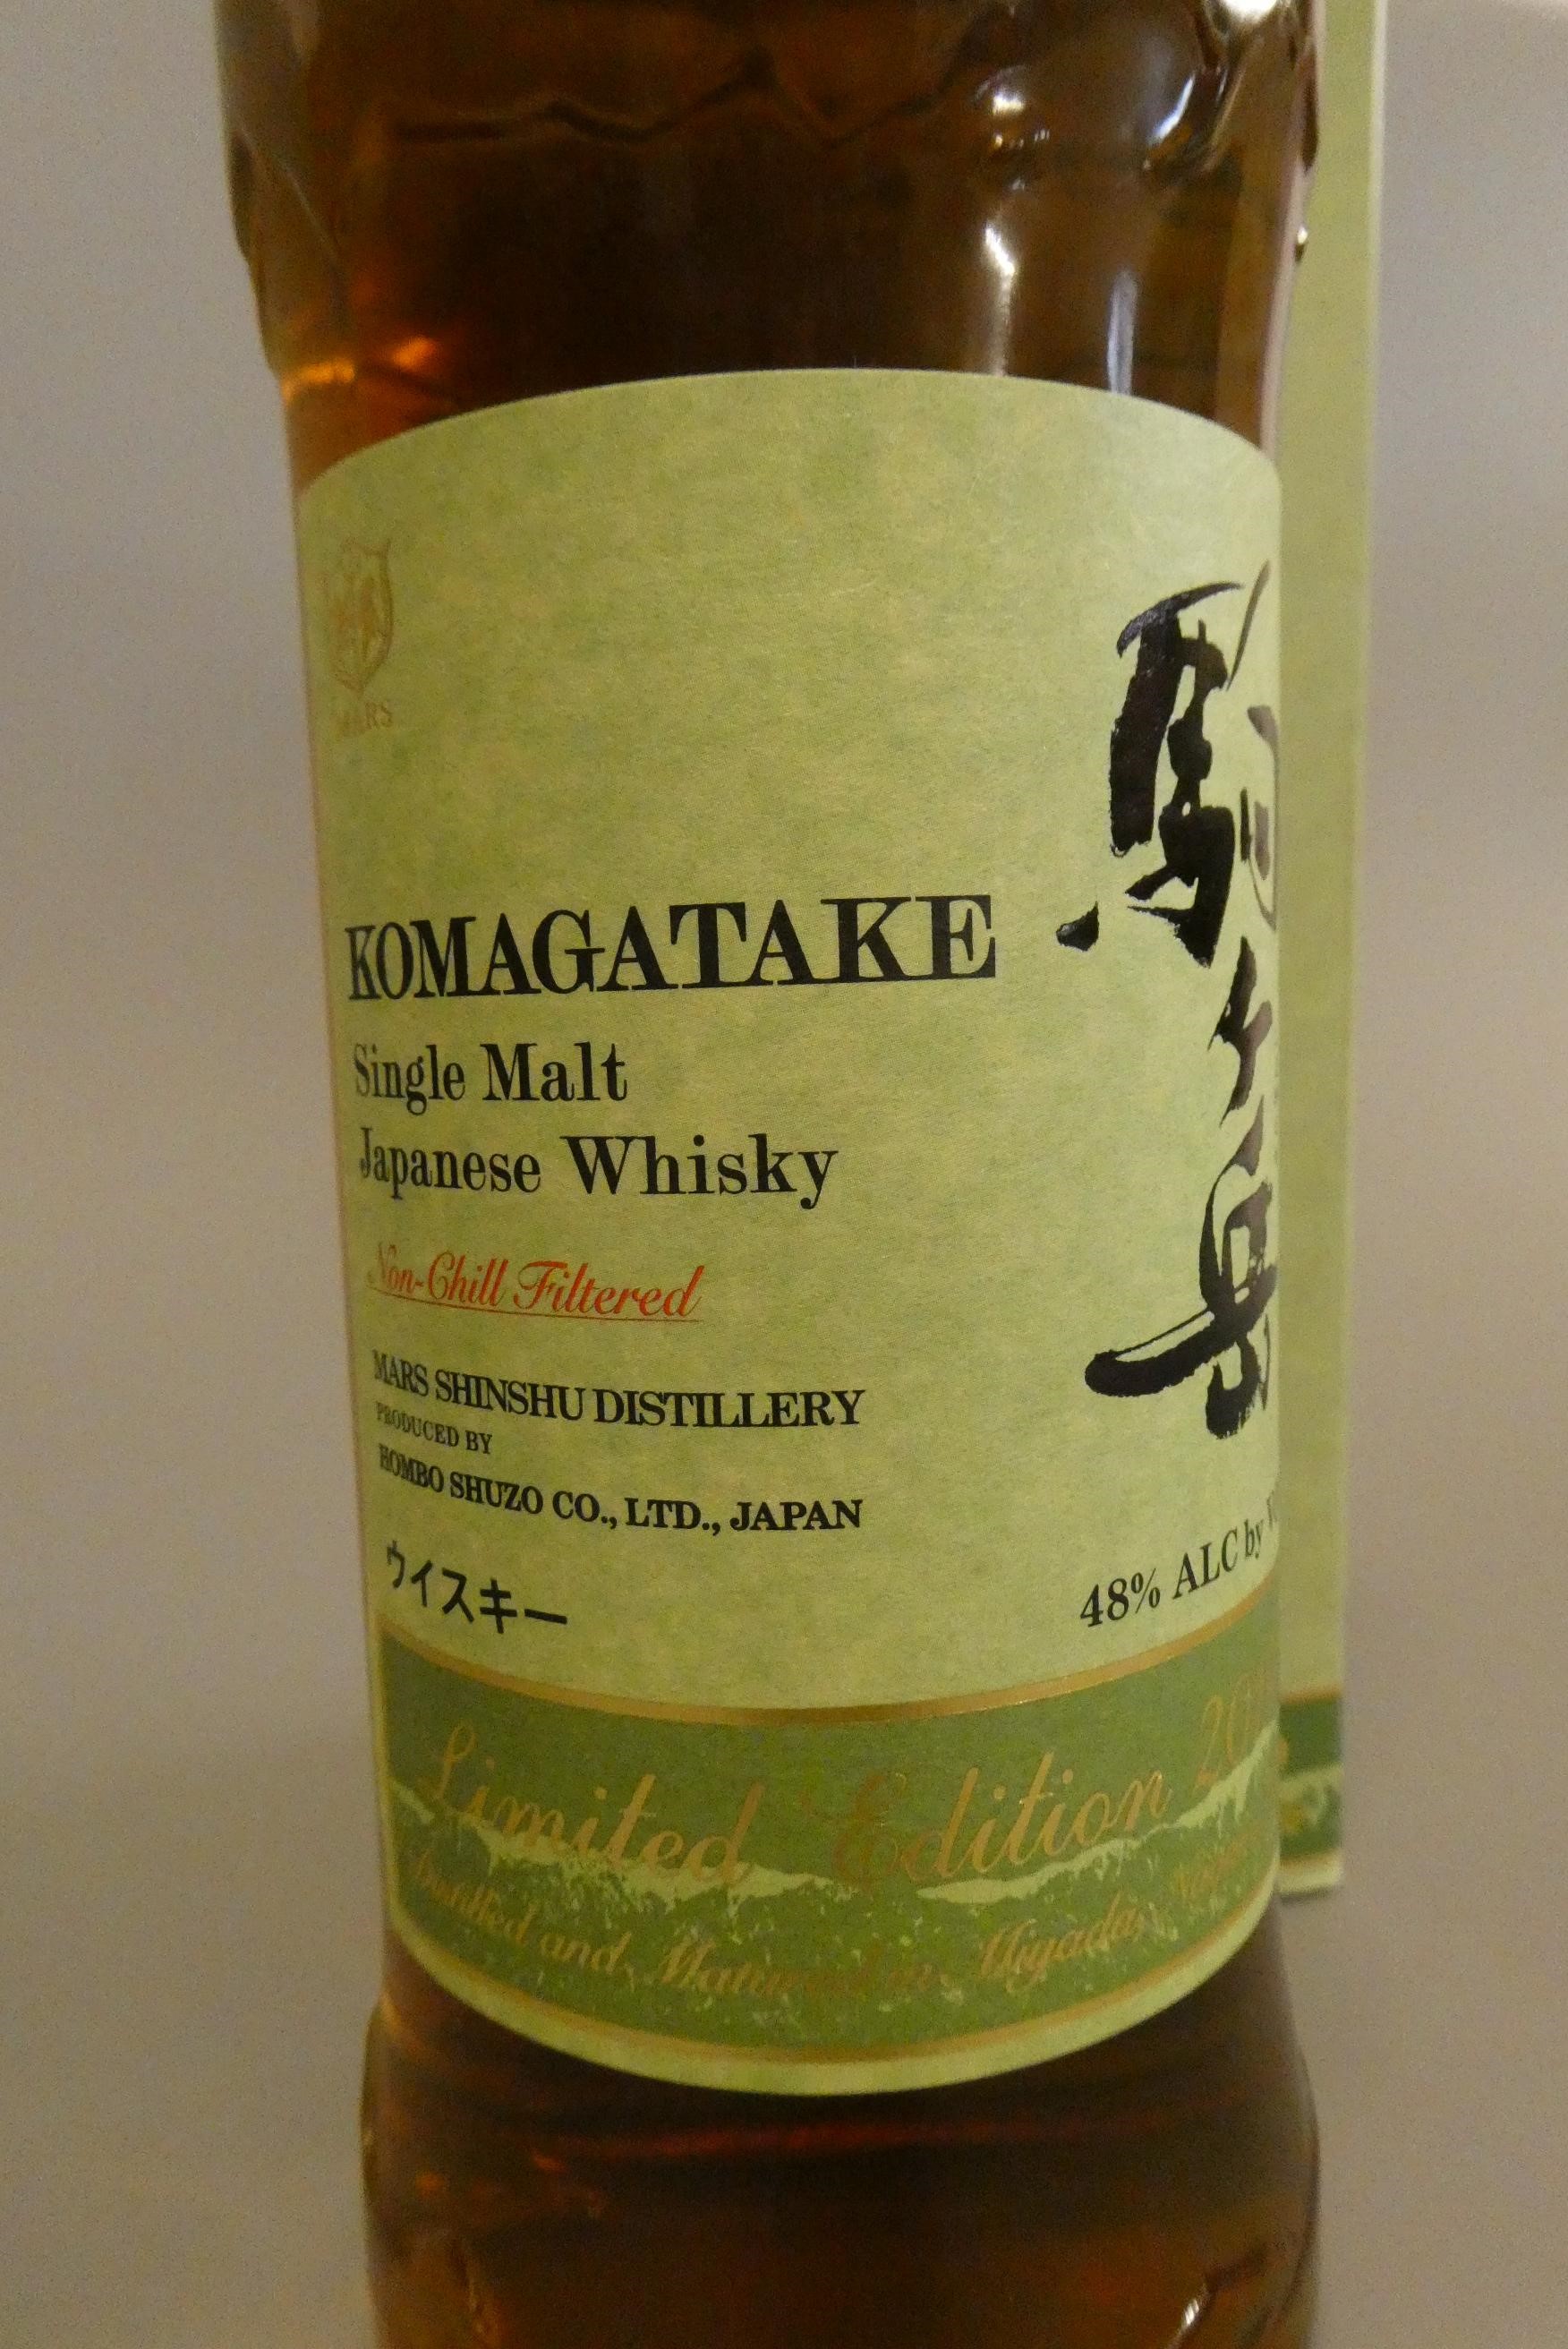 MARS
KOMAGATAKE
Single Malt
Japanese Whisky
Non-Chill Filtered
MARS SHINSHU DISTILLERY
PRODUCED BY
HOMBO SHUZO CO., LTD., JAPAN
ウイスキー
駒ヶ岳
48% ALC by
Limited Edition
Distilled and Matured in Miyada,